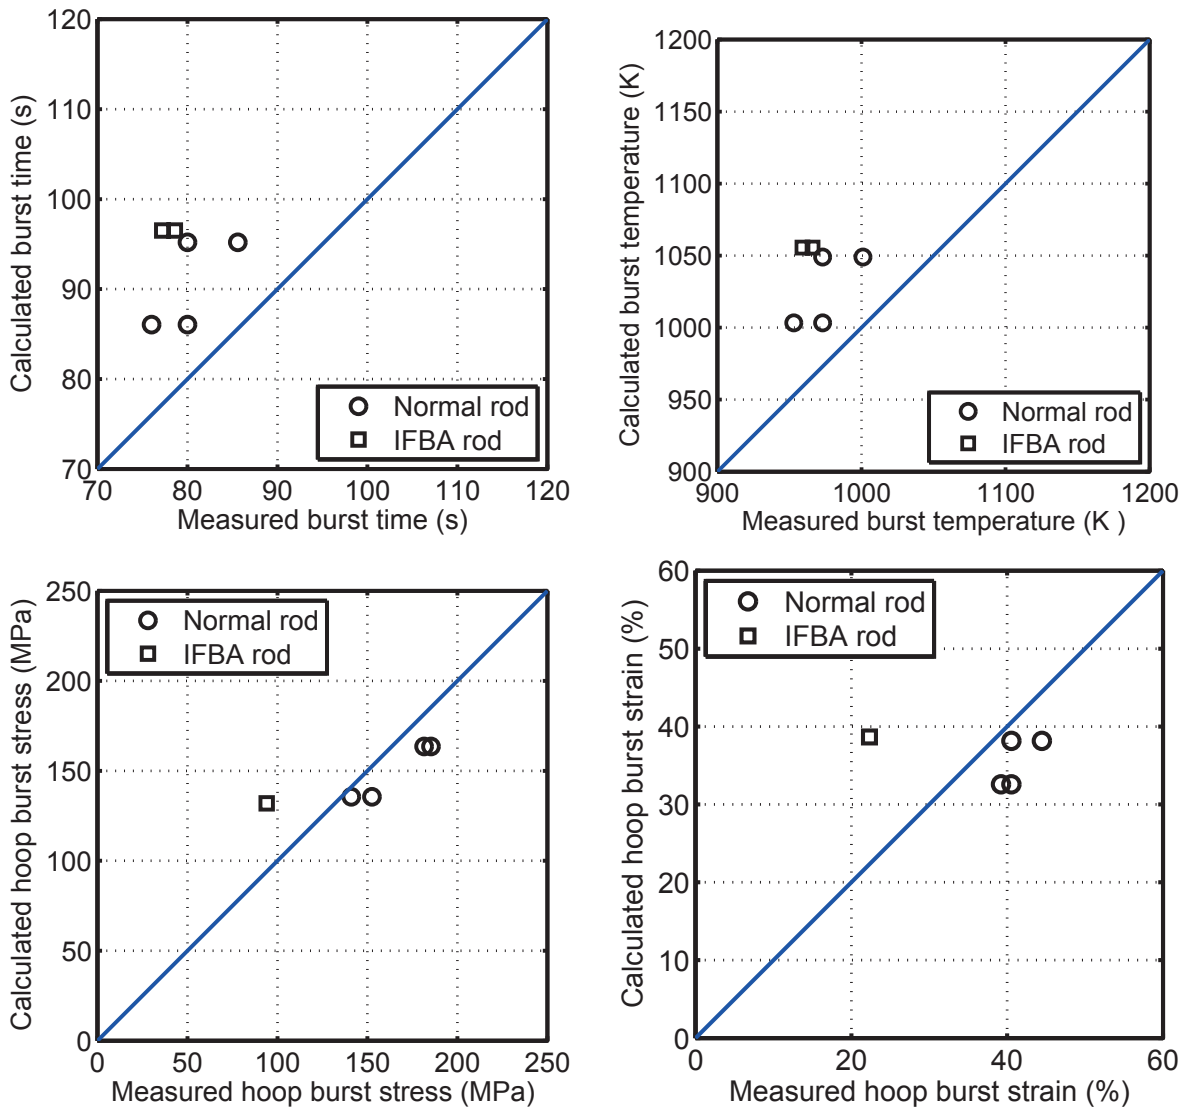 120
110
100
90
80
70
Calculated burst time (s)
Normal rod
IFBA rod
70 80 90 100 110 120
Measured burst time (s)
1200
1150
1100
1050
1000
950
900
Calculated burst temperature (K)
Normal rod
IFBA rod
900 1000 1100 1200
Measured burst temperature (K )
250
200
150
100
50
0
Calculated hoop burst stress (MPa)
Normal rod
IFBA rod
0 50 100 150 200 250
Measured hoop burst stress (MPa)
60
50
40
30
20
10
0
Calculated hoop burst strain (%)
Normal rod
IFBA rod
0 20 40 60
Measured hoop burst strain (%)